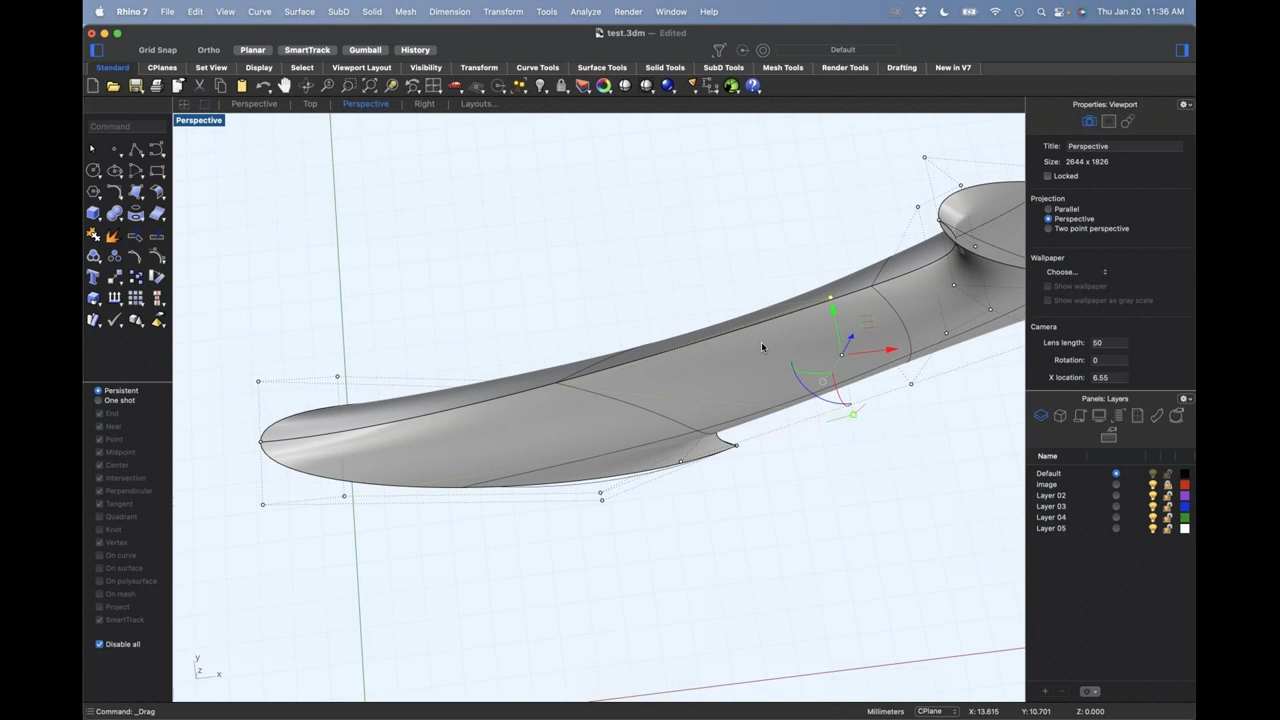 Rhino 7 File Edit View Curve Surface SubD Solid Mesh Dimension Transform Tools Analyze Render Window Help Thu Jan 20 11:36 AM
test.3dm — Edited
Grid Snap Ortho Planar SmartTrack Gumball History Default
Standard CPlanes Set View Display Select Viewport Layout Visibility Transform Curve Tools Surface Tools Solid Tools SubD Tools Mesh Tools Render Tools Drafting New in V7
Perspective Top Perspective Right Layouts...
Perspective
Command
Persistent
One shot
End
Near
Point
Midpoint
Center
Intersection
Perpendicular
Tangent
Quadrant
Knot
Vertex
On curve
On surface
On polysurface
On mesh
Project
SmartTrack
Disable all
y
z x
Properties: Viewport
Title: Perspective
Size: 2644 x 1826
Locked
Projection
Parallel
Perspective
Two point perspective
Wallpaper
Choose...
Show wallpaper
Show wallpaper as gray scale
Camera
Lens length: 50
Rotation: 0
X location: 6.55
Panels: Layers
Name
Default
image
Layer 02
Layer 03
Layer 04
Layer 05
Command: _Drag Millimeters CPlane X: 13.615 Y: 10.701 Z: 0.000